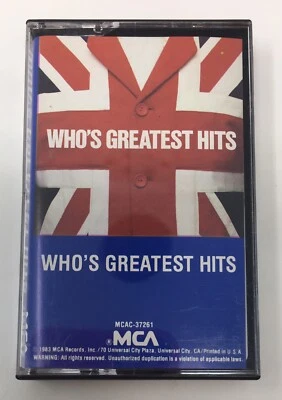 WHO'S GREATEST HITS
WHO'S GREATEST HITS
MCAC-37261
MCA
© 1983 MCA Records, Inc./70 Universal City Plaza, Universal City, CA/Printed in U S A
WARNING: All rights reserved. Unauthorized duplication is a violation of applicable laws.